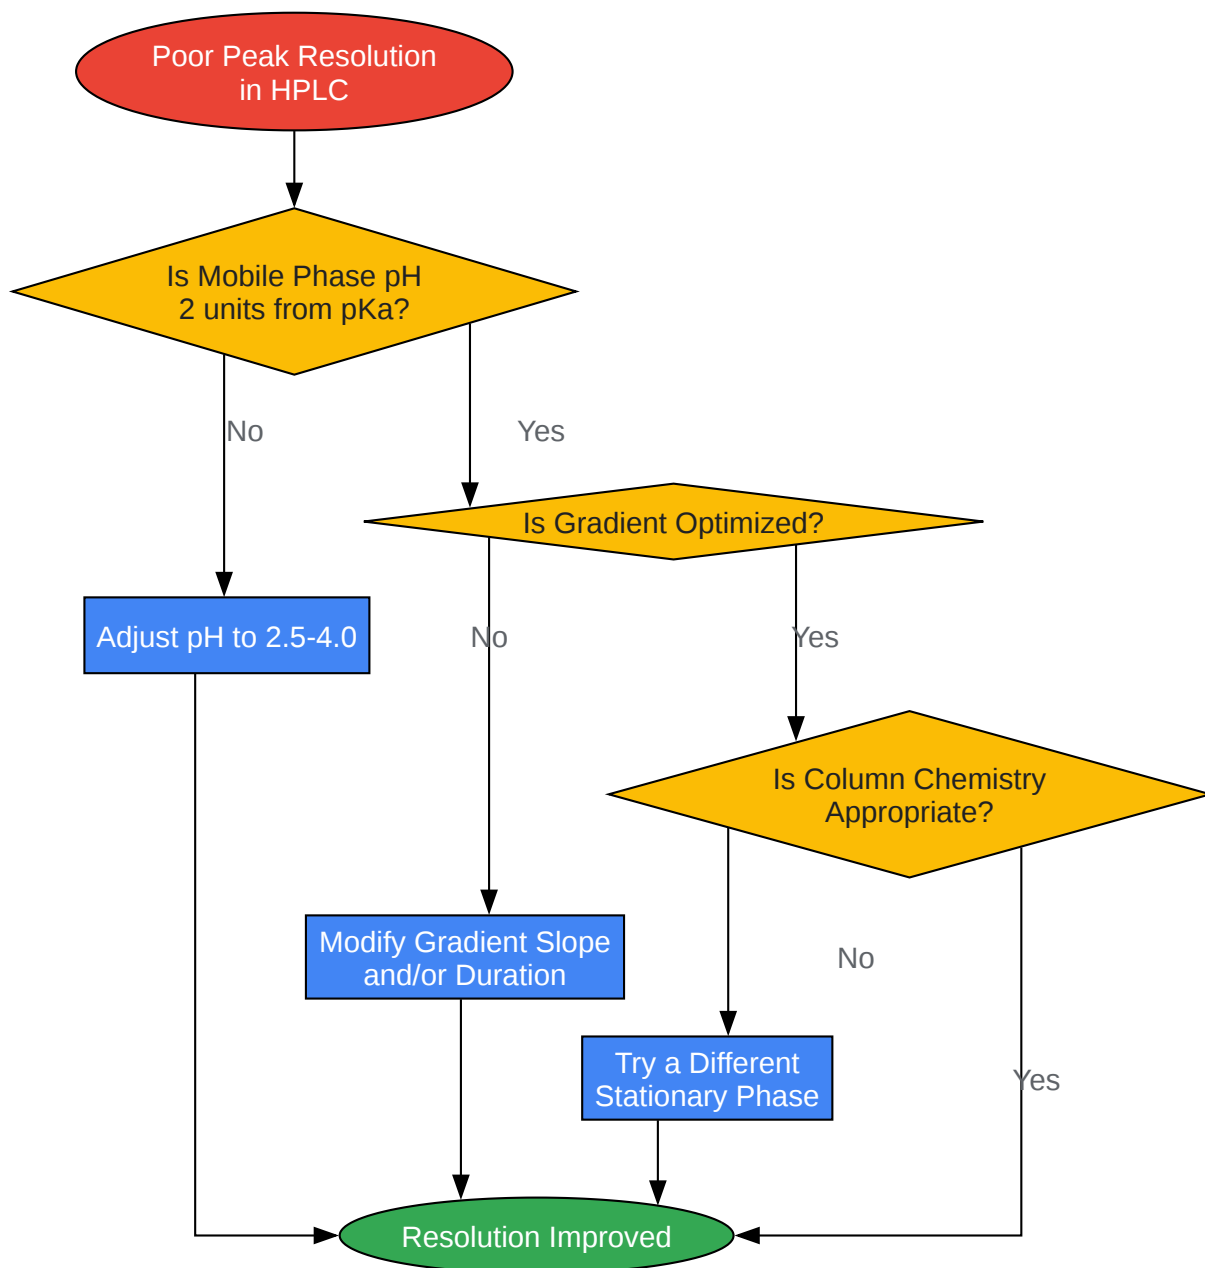 Poor Peak Resolution
in HPLC
Is Mobile Phase pH
2 units from pKa?
No
Yes
Is Gradient Optimized?
Adjust pH to 2.5-4.0
No
Yes
Is Column Chemistry
Appropriate?
Modify Gradient Slope
and/or Duration
No
Try a Different
Stationary Phase
Yes
Resolution Improved